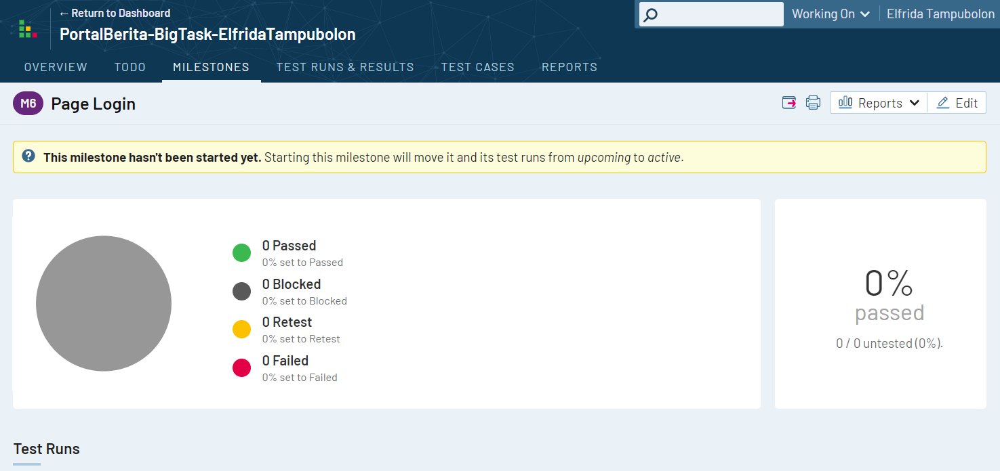 ← Return to Dashboard
PortalBerita-BigTask-ElfridaTampubolon
Working On
Elfrida Tampubolon
OVERVIEW TODO MILESTONES TEST RUNS & RESULTS TEST CASES REPORTS
M6 Page Login
Reports
Edit
This milestone hasn't been started yet. Starting this milestone will move it and its test runs from upcoming to active.
0 Passed
0% set to Passed
0 Blocked
0% set to Blocked
0 Retest
0% set to Retest
0 Failed
0% set to Failed
0%
passed
0 / 0 untested (0%).
Test Runs